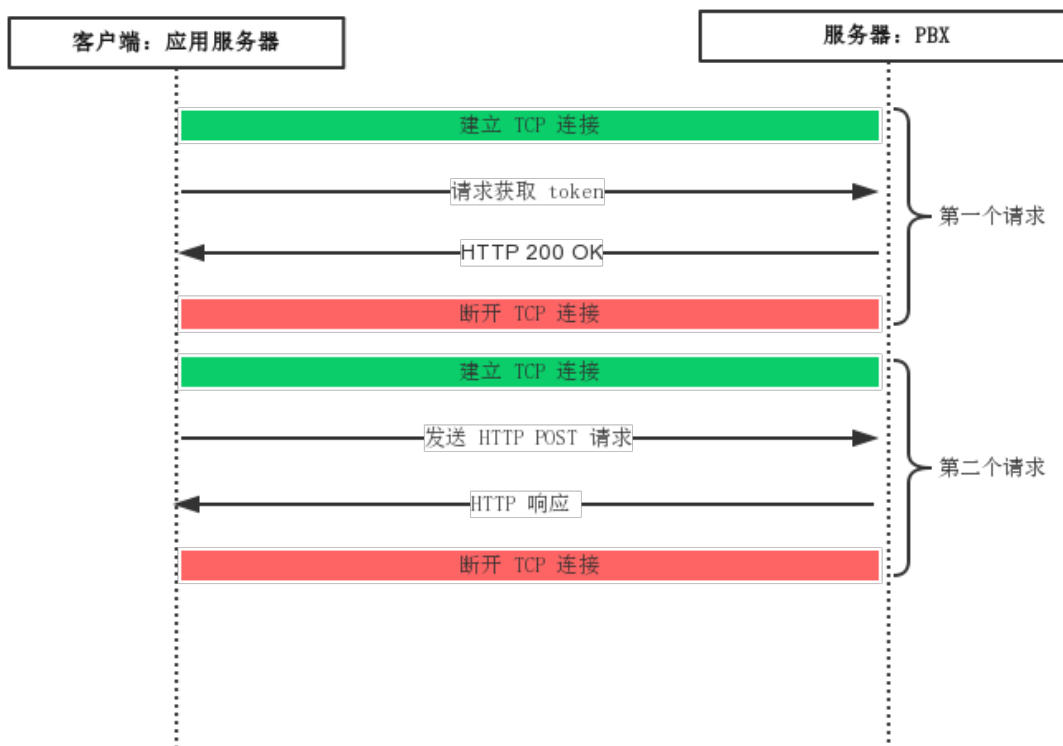 客户端：应用服务器
服务器：PBX
建立 TCP 连接
请求获取 token
HTTP 200 OK
断开 TCP 连接
第一个请求
建立 TCP 连接
发送 HTTP POST 请求
HTTP 响应
断开 TCP 连接
第二个请求